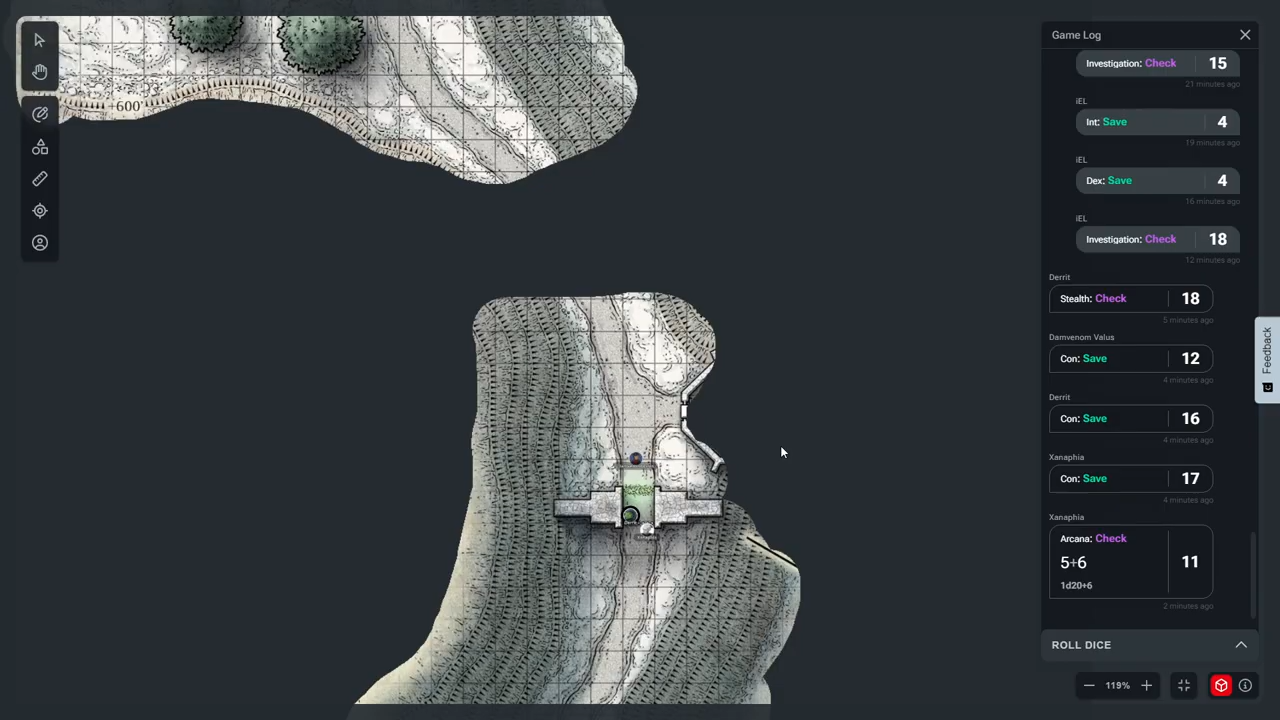 Game Log
+600'
Investigation: Check 15
21 minutes ago
iEL
Int: Save 4
19 minutes ago
iEL
Dex: Save 4
16 minutes ago
iEL
Investigation: Check 18
12 minutes ago
Derrit
Stealth: Check 18
5 minutes ago
Damvenom Valus
Con: Save 12
4 minutes ago
Derrit
Con: Save 16
4 minutes ago
Xanaphia
Con: Save 17
4 minutes ago
Xanaphia
Arcana: Check
5+6 11
1d20+6
2 minutes ago
Feedback
Xanaphia
ROLL DICE
119%